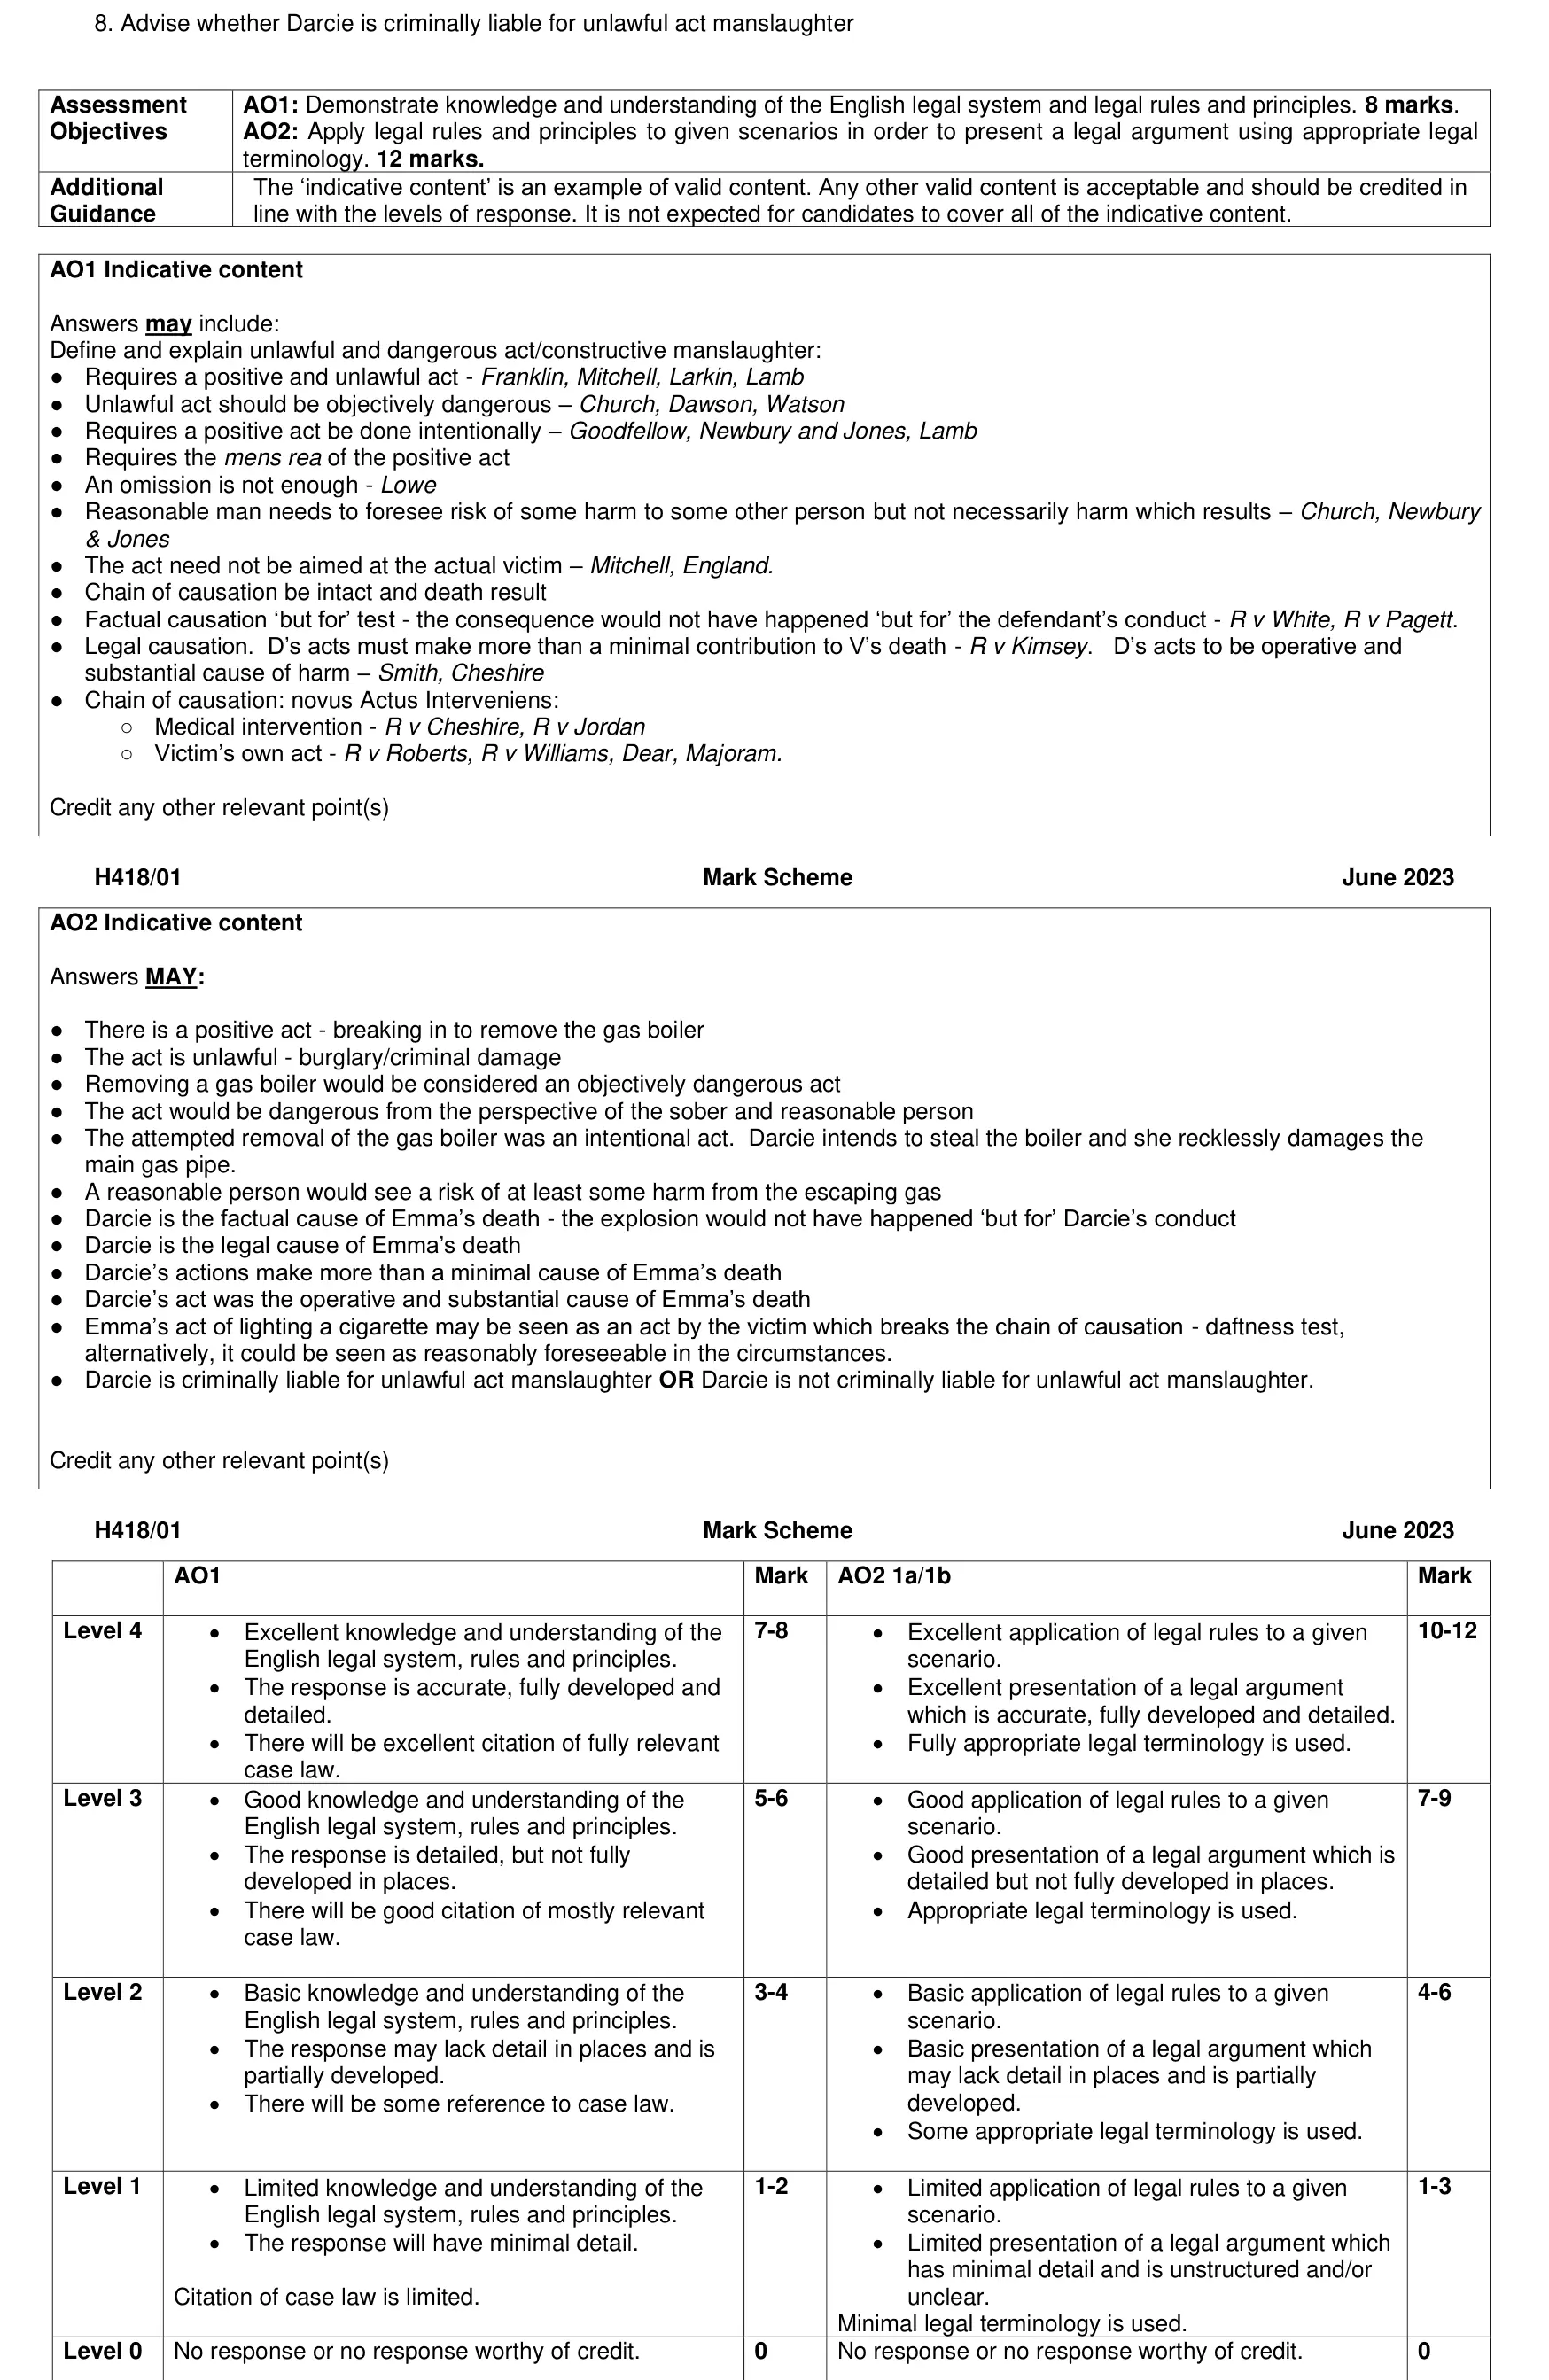 8. Advise whether Darcie is criminally liable for unlawful act manslaughter
Assessment Objectives
AO1: Demonstrate knowledge and understanding of the English legal system and legal rules and principles. 8 marks.
AO2: Apply legal rules and principles to given scenarios in order to present a legal argument using appropriate legal
terminology. 12 marks.
Additional Guidance
The ‘indicative content’ is an example of valid content. Any other valid content is acceptable and should be credited in
line with the levels of response. It is not expected for candidates to cover all of the indicative content.
AO1 Indicative content
Answers may include:
Define and explain unlawful and dangerous act/constructive manslaughter:
● Requires a positive and unlawful act - Franklin, Mitchell, Larkin, Lamb
● Unlawful act should be objectively dangerous – Church, Dawson, Watson
● Requires a positive act be done intentionally – Goodfellow, Newbury and Jones, Lamb
● Requires the mens rea of the positive act
● An omission is not enough - Lowe
● Reasonable man needs to foresee risk of some harm to some other person but not necessarily harm which results – Church, Newbury
& Jones
● The act need not be aimed at the actual victim – Mitchell, England.
● Chain of causation be intact and death result
● Factual causation ‘but for’ test - the consequence would not have happened ‘but for’ the defendant’s conduct - R v White, R v Pagett.
● Legal causation. D’s acts must make more than a minimal contribution to V’s death - R v Kimsey. D’s acts to be operative and
substantial cause of harm – Smith, Cheshire
● Chain of causation: novus Actus Interveniens:
○ Medical intervention - R v Cheshire, R v Jordan
○ Victim’s own act - R v Roberts, R v Williams, Dear, Majoram.
Credit any other relevant point(s)
H418/01 Mark Scheme June 2023
AO2 Indicative content
Answers MAY:
● There is a positive act - breaking in to remove the gas boiler
● The act is unlawful - burglary/criminal damage
● Removing a gas boiler would be considered an objectively dangerous act
● The act would be dangerous from the perspective of the sober and reasonable person
● The attempted removal of the gas boiler was an intentional act. Darcie intends to steal the boiler and she recklessly damages the
main gas pipe.
● A reasonable person would see a risk of at least some harm from the escaping gas
● Darcie is the factual cause of Emma’s death - the explosion would not have happened ‘but for’ Darcie’s conduct
● Darcie is the legal cause of Emma’s death
● Darcie’s actions make more than a minimal cause of Emma’s death
● Darcie’s act was the operative and substantial cause of Emma’s death
● Emma’s act of lighting a cigarette may be seen as an act by the victim which breaks the chain of causation - daftness test,
alternatively, it could be seen as reasonably foreseeable in the circumstances.
● Darcie is criminally liable for unlawful act manslaughter OR Darcie is not criminally liable for unlawful act manslaughter.
Credit any other relevant point(s)
H418/01 Mark Scheme June 2023
AO1 Mark AO2 1a/1b Mark
Level 4
● Excellent knowledge and understanding of the
English legal system, rules and principles.
● The response is accurate, fully developed and
detailed.
● There will be excellent citation of fully relevant
case law.
7-8
● Excellent application of legal rules to a given
scenario.
● Excellent presentation of a legal argument
which is accurate, fully developed and detailed.
● Fully appropriate legal terminology is used.
10-12
Level 3
● Good knowledge and understanding of the
English legal system, rules and principles.
● The response is detailed, but not fully
developed in places.
● There will be good citation of mostly relevant
case law.
5-6
● Good application of legal rules to a given
scenario.
● Good presentation of a legal argument which is
detailed but not fully developed in places.
● Appropriate legal terminology is used.
7-9
Level 2
● Basic knowledge and understanding of the
English legal system, rules and principles.
● The response may lack detail in places and is
partially developed.
● There will be some reference to case law.
3-4
● Basic application of legal rules to a given
scenario.
● Basic presentation of a legal argument which
may lack detail in places and is partially
developed.
● Some appropriate legal terminology is used.
4-6
Level 1
● Limited knowledge and understanding of the
English legal system, rules and principles.
● The response will have minimal detail.
Citation of case law is limited.
1-2
● Limited application of legal rules to a given
scenario.
● Limited presentation of a legal argument which
has minimal detail and is unstructured and/or
unclear.
Minimal legal terminology is used.
1-3
Level 0
No response or no response worthy of credit.
0
No response or no response worthy of credit.
0